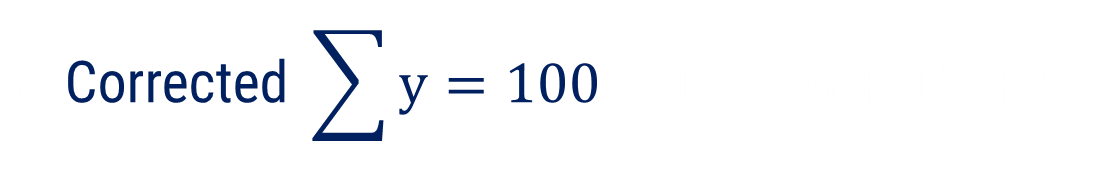 Corrected ∑ y = 100